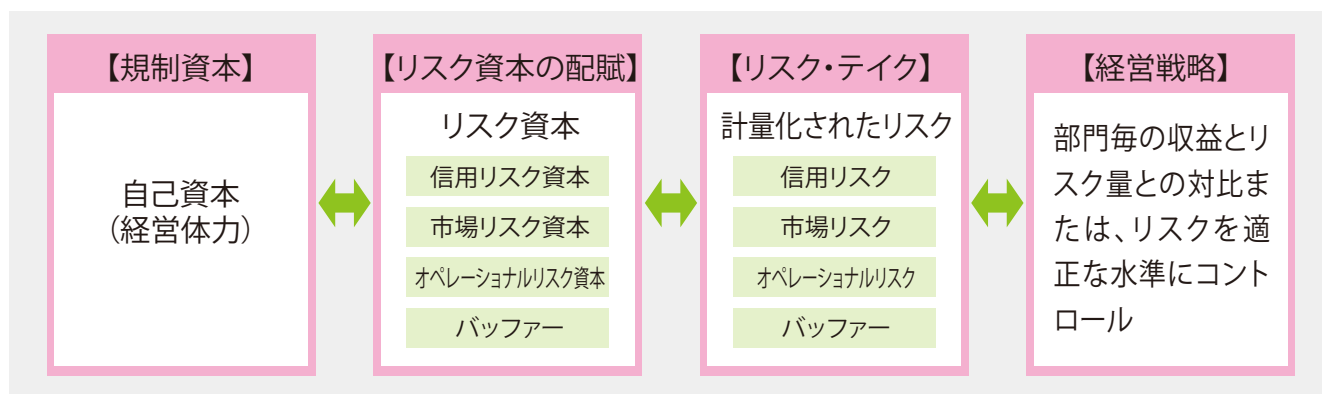 【規制資本】
自己資本
（経営体力）
【リスク資本の配賦】
リスク資本
信用リスク資本
市場リスク資本
オペレーショナルリスク資本
バッファー
【リスク・テイク】
計量化されたリスク
信用リスク
市場リスク
オペレーショナルリスク
バッファー
【経営戦略】
部門毎の収益とリ
スク量との対比ま
たは、リスクを適
正な水準にコント
ロール